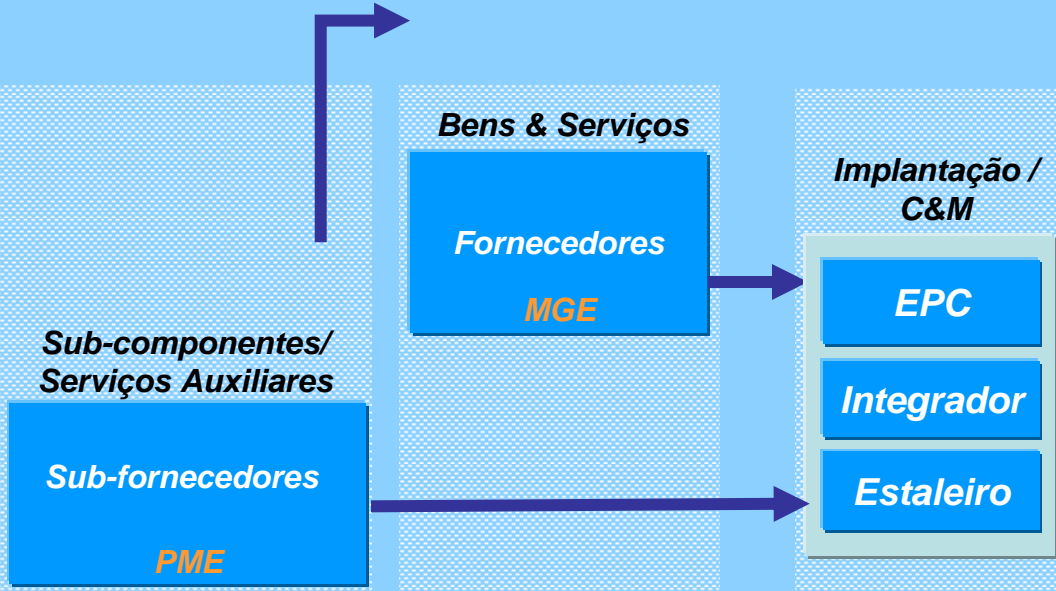 Bens & Serviços
Fornecedores
MGE
Implantação /
C&M
EPC
Integrador
Estaleiro
Sub-componentes/
Serviços Auxiliares
Sub-fornecedores
PME